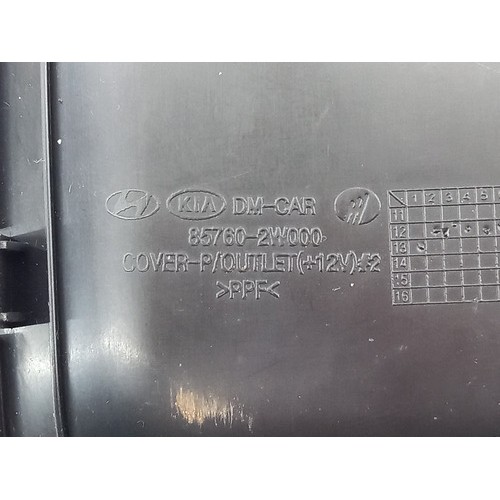 KIA DM-CAR
85760-2W000
COVER-P/OUTLET(+12V)#2
>PPF<
1 2 3 4 5
11
12
13
14
15
16